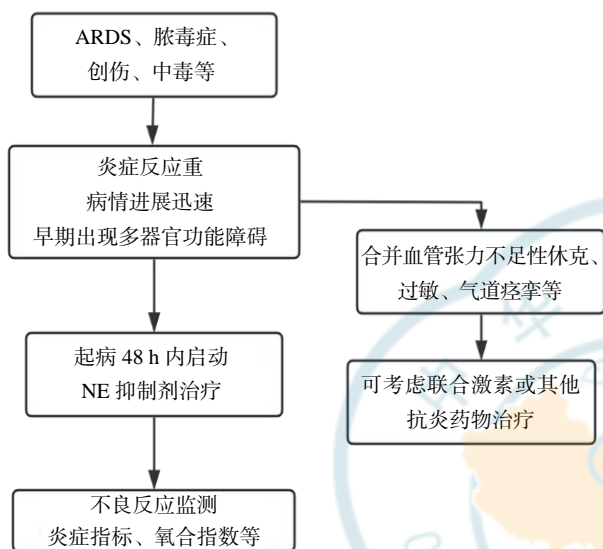 ARDS、脓毒症、
创伤、中毒等
炎症反应重
病情进展迅速
早期出现多器官功能障碍
合并血管张力不足性休克、
过敏、气道痉挛等
起病 48 h 内启动
NE 抑制剂治疗
可考虑联合激素或其他
抗炎药物治疗
不良反应监测
炎症指标、氧合指数等
中 华